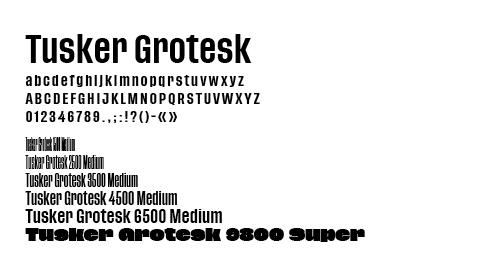 Tusker Grotesk
abcdefghijklmnopqrstuvwxyz
ABCDEFGHIJKLMNOPQRSTUVWXYZ
012346789.,;:!?()-«»
Tusker Grotesk 1500 Medium
Tusker Grotesk 2500 Medium
Tusker Grotesk 3500 Medium
Tusker Grotesk 4500 Medium
Tusker Grotesk 6500 Medium
Tusker Grotesk 9800 Super